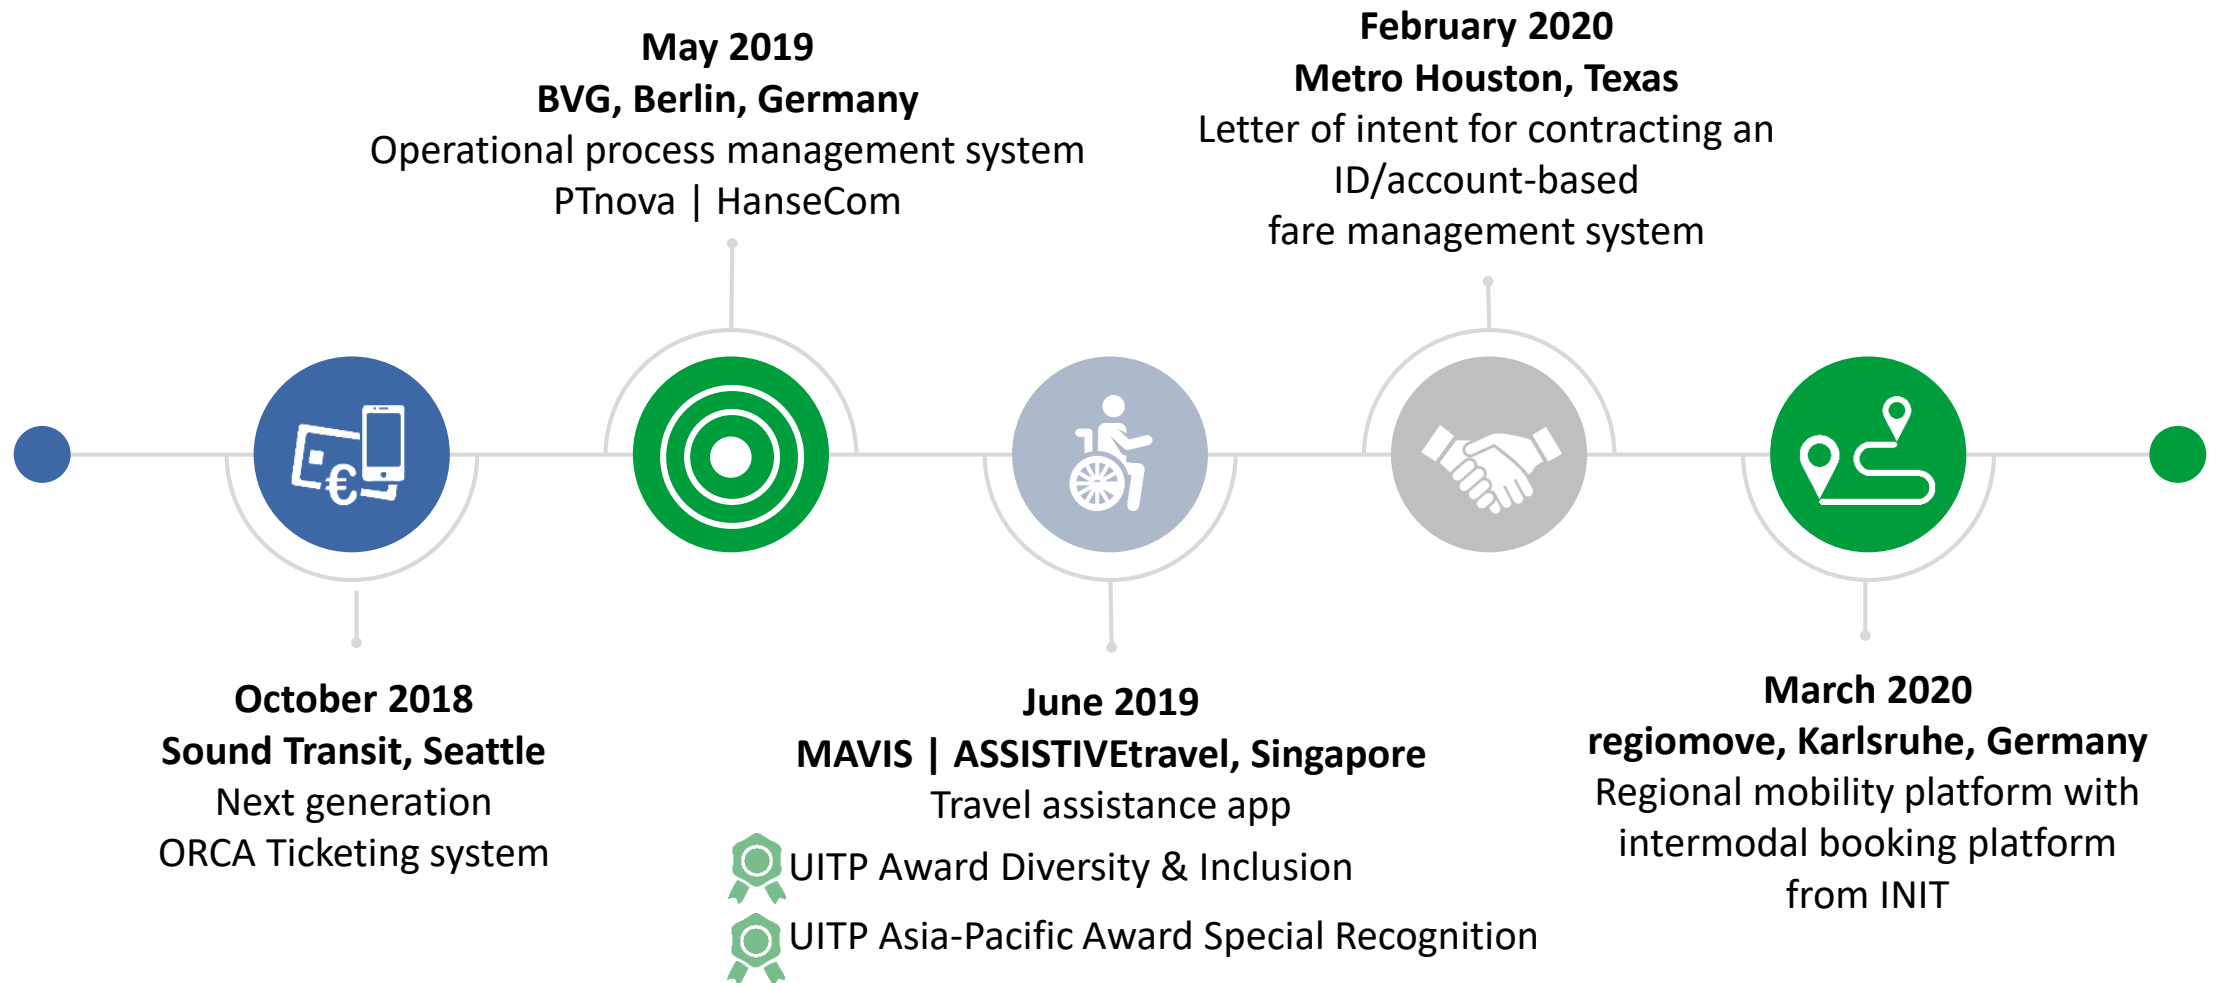 May 2019
BVG, Berlin, Germany
Operational process management system
PTnova | HanseCom
February 2020
Metro Houston, Texas
Letter of intent for contracting an
ID/account-based
fare management system
€
October 2018
Sound Transit, Seattle
Next generation
ORCA Ticketing system
June 2019
MAVIS | ASSISTIVEtravel, Singapore
Travel assistance app
UITP Award Diversity & Inclusion
UITP Asia-Pacific Award Special Recognition
March 2020
regiomove, Karlsruhe, Germany
Regional mobility platform with
intermodal booking platform
from INIT